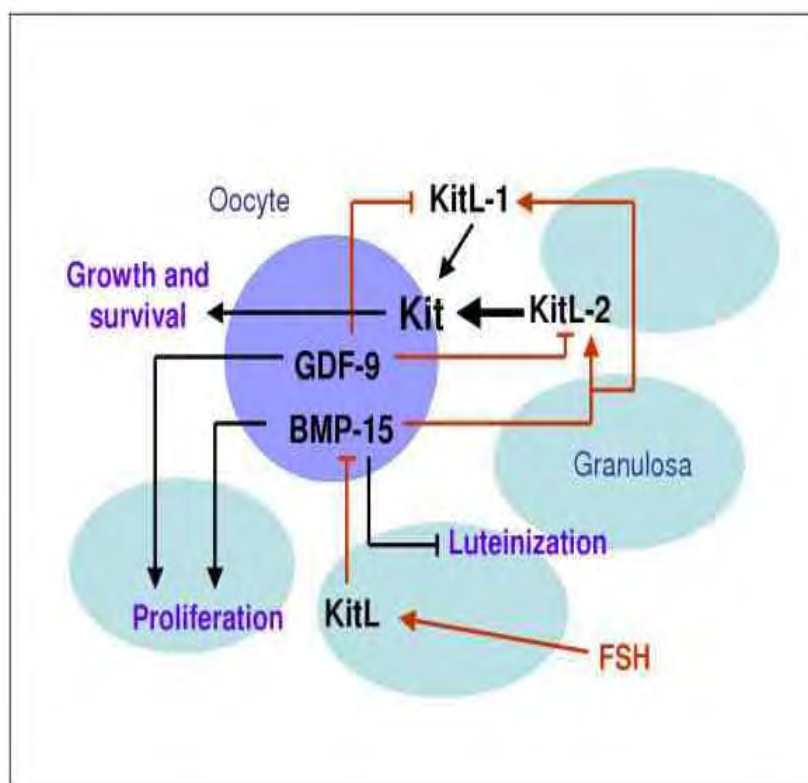 KitL-1
Oocyte
Growth and
survival
Kit
KitL-2
GDF-9
BMP-15
Granulosa
Luteinization
Proliferation
KitL
FSH